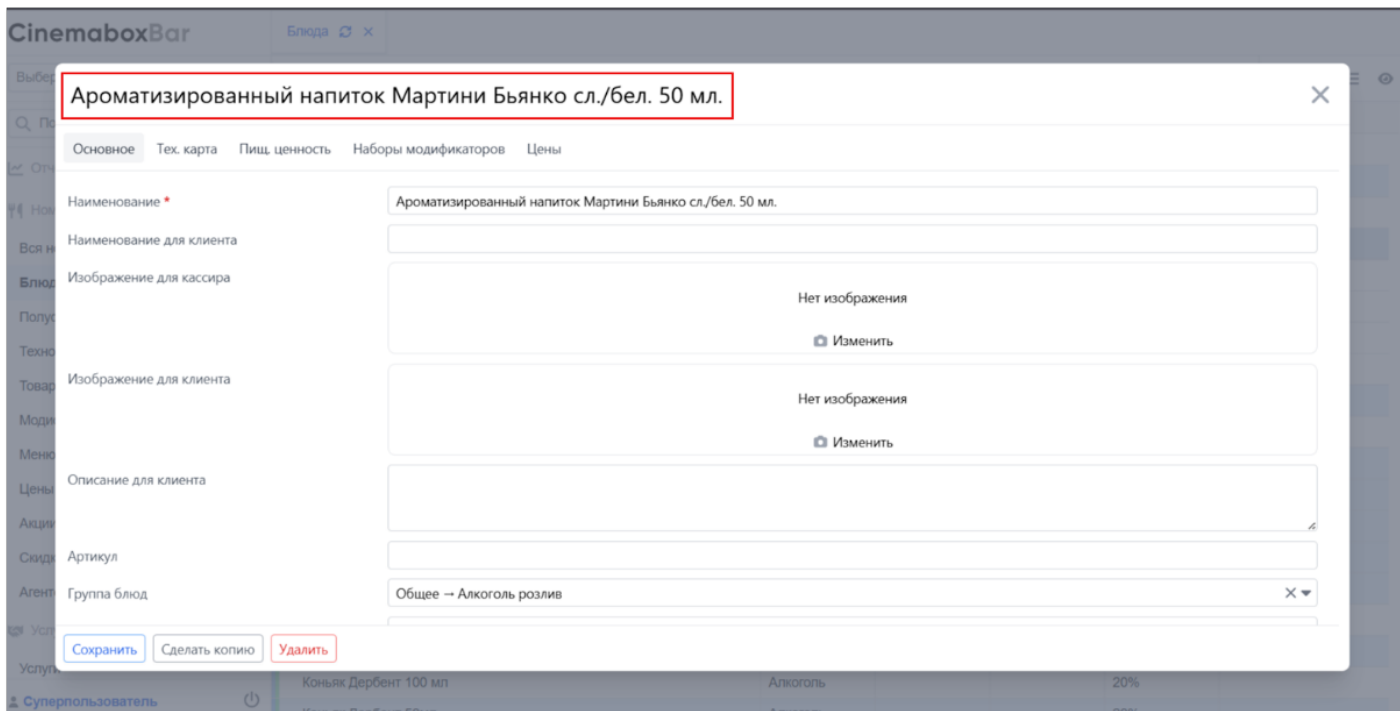 CinemaboxBar
Блюда
Ароматизированный напиток Мартини Бьянко сл./бел. 50 мл.
Основное Тех. карта Пищ. ценность Наборы модификаторов Цены
Наименование *
Ароматизированный напиток Мартини Бьянко сл./бел. 50 мл.
Наименование для клиента
Изображение для кассира
Нет изображения
Изменить
Изображение для клиента
Нет изображения
Изменить
Описание для клиента
Артикул
Группа блюд
Общее → Алкоголь розлив
Сохранить Сделать копию Удалить
Цены
Услуги
Коньяк Дербент 100 мл Алкоголь 20%
Суперпользователь